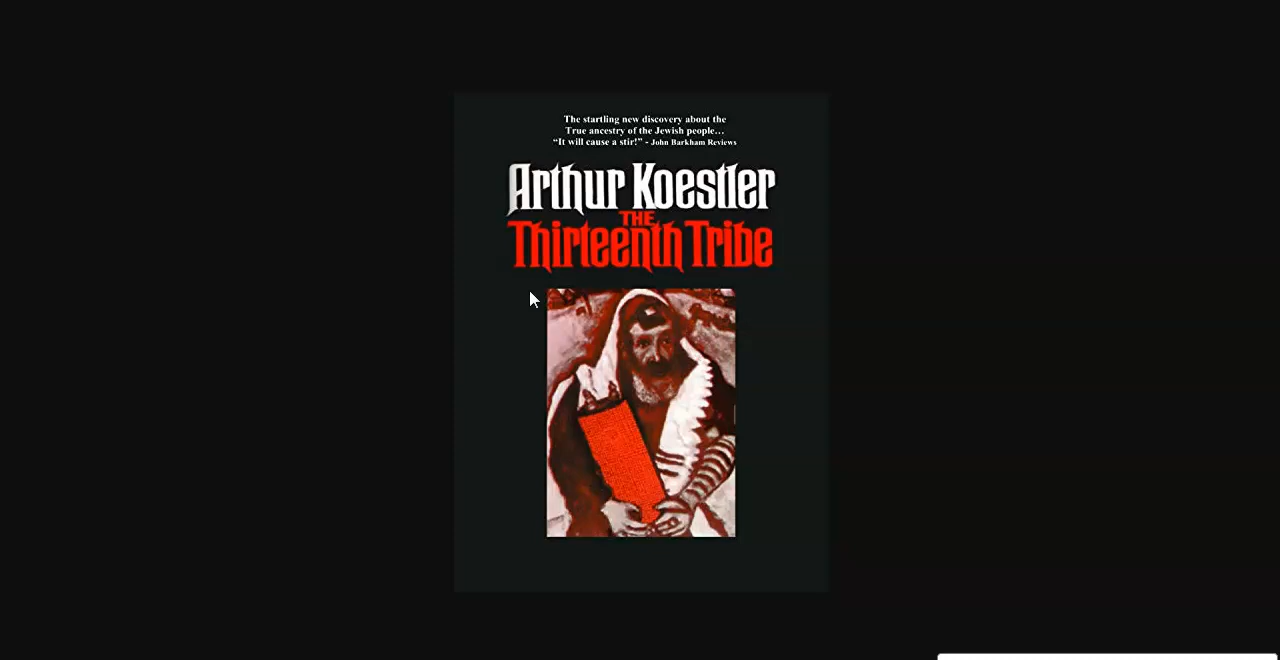 The startling new discovery about the
True ancestry of the Jewish people…
“It will cause a stir!” - John Barkham Reviews
Arthur Koestler
THE
Thirteenth Tribe